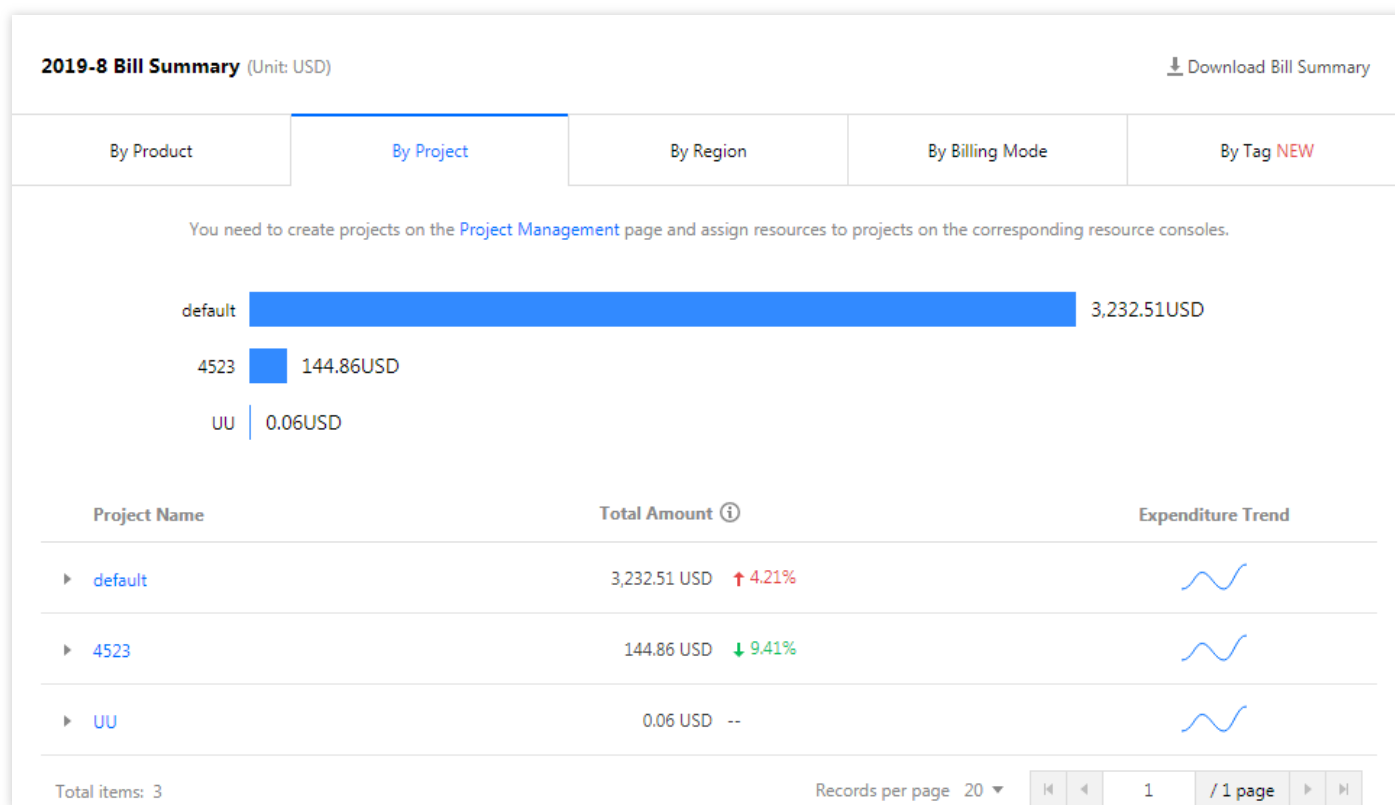 2019-8 Bill Summary (Unit: USD) Download Bill Summary
By Product By Project By Region By Billing Mode By Tag NEW
You need to create projects on the Project Management page and assign resources to projects on the corresponding resource consoles.
default 3,232.51USD
4523 144.86USD
UU 0.06USD
Project Name Total Amount Expenditure Trend
default 3,232.51 USD 4.21%
4523 144.86 USD 9.41%
UU 0.06 USD --
Total items: 3 Records per page 20 1 / 1 page